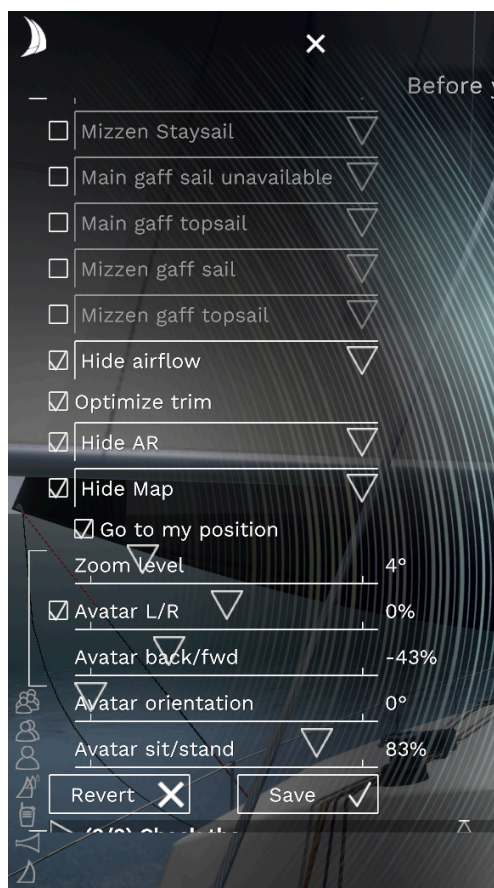 Before
Mizzen Staysail
Main gaff sail unavailable
Main gaff topsail
Mizzen gaff sail
Mizzen gaff topsail
Hide airflow
Optimize trim
Hide AR
Hide Map
Go to my position
Zoom level 4°
Avatar L/R 0%
Avatar back/fwd -43%
Avatar orientation 0°
Avatar sit/stand 83%
Revert Save